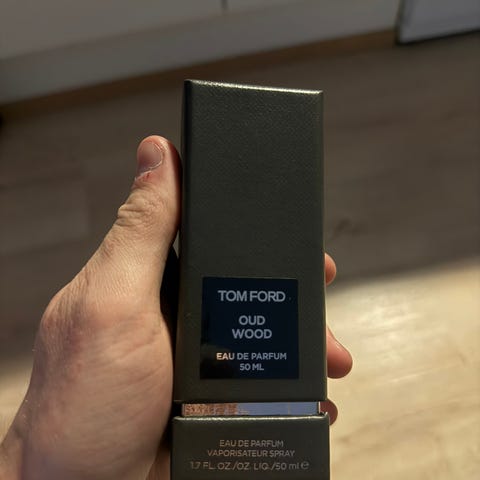 TOM FORD
OUD
WOOD
EAU DE PARFUM
50 ML
EAU DE PARFUM
VAPORISATEUR SPRAY
1.7 FL.OZ./OZ. LIQ./50 ml ℮